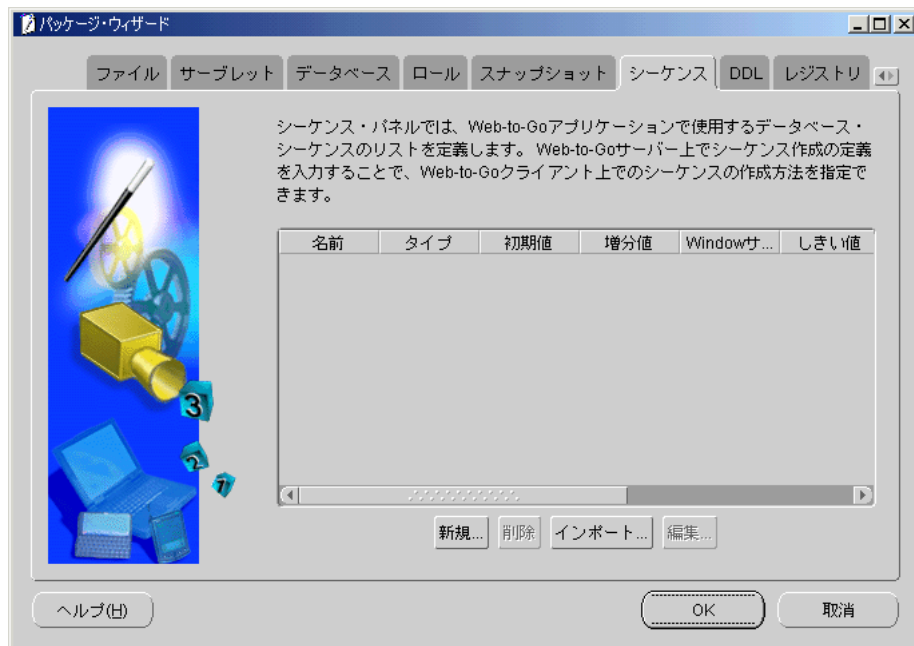 パッケージ・ウィザード
ファイル サーブレット データベース ロール スナップショット シーケンス DDL レジストリ
シーケンス・パネルでは、Web-to-Goアプリケーションで使用するデータベース・
シーケンスのリストを定義します。 Web-to-Goサーバー上でシーケンス作成の定義
を入力することで、Web-to-Goクライアント上でのシーケンスの作成方法を指定で
きます。
名前 タイプ 初期値 増分値 Windowサ... しきい値
3
2
1
新規... 削除 インポート... 編集...
ヘルプ(H) OK 取消